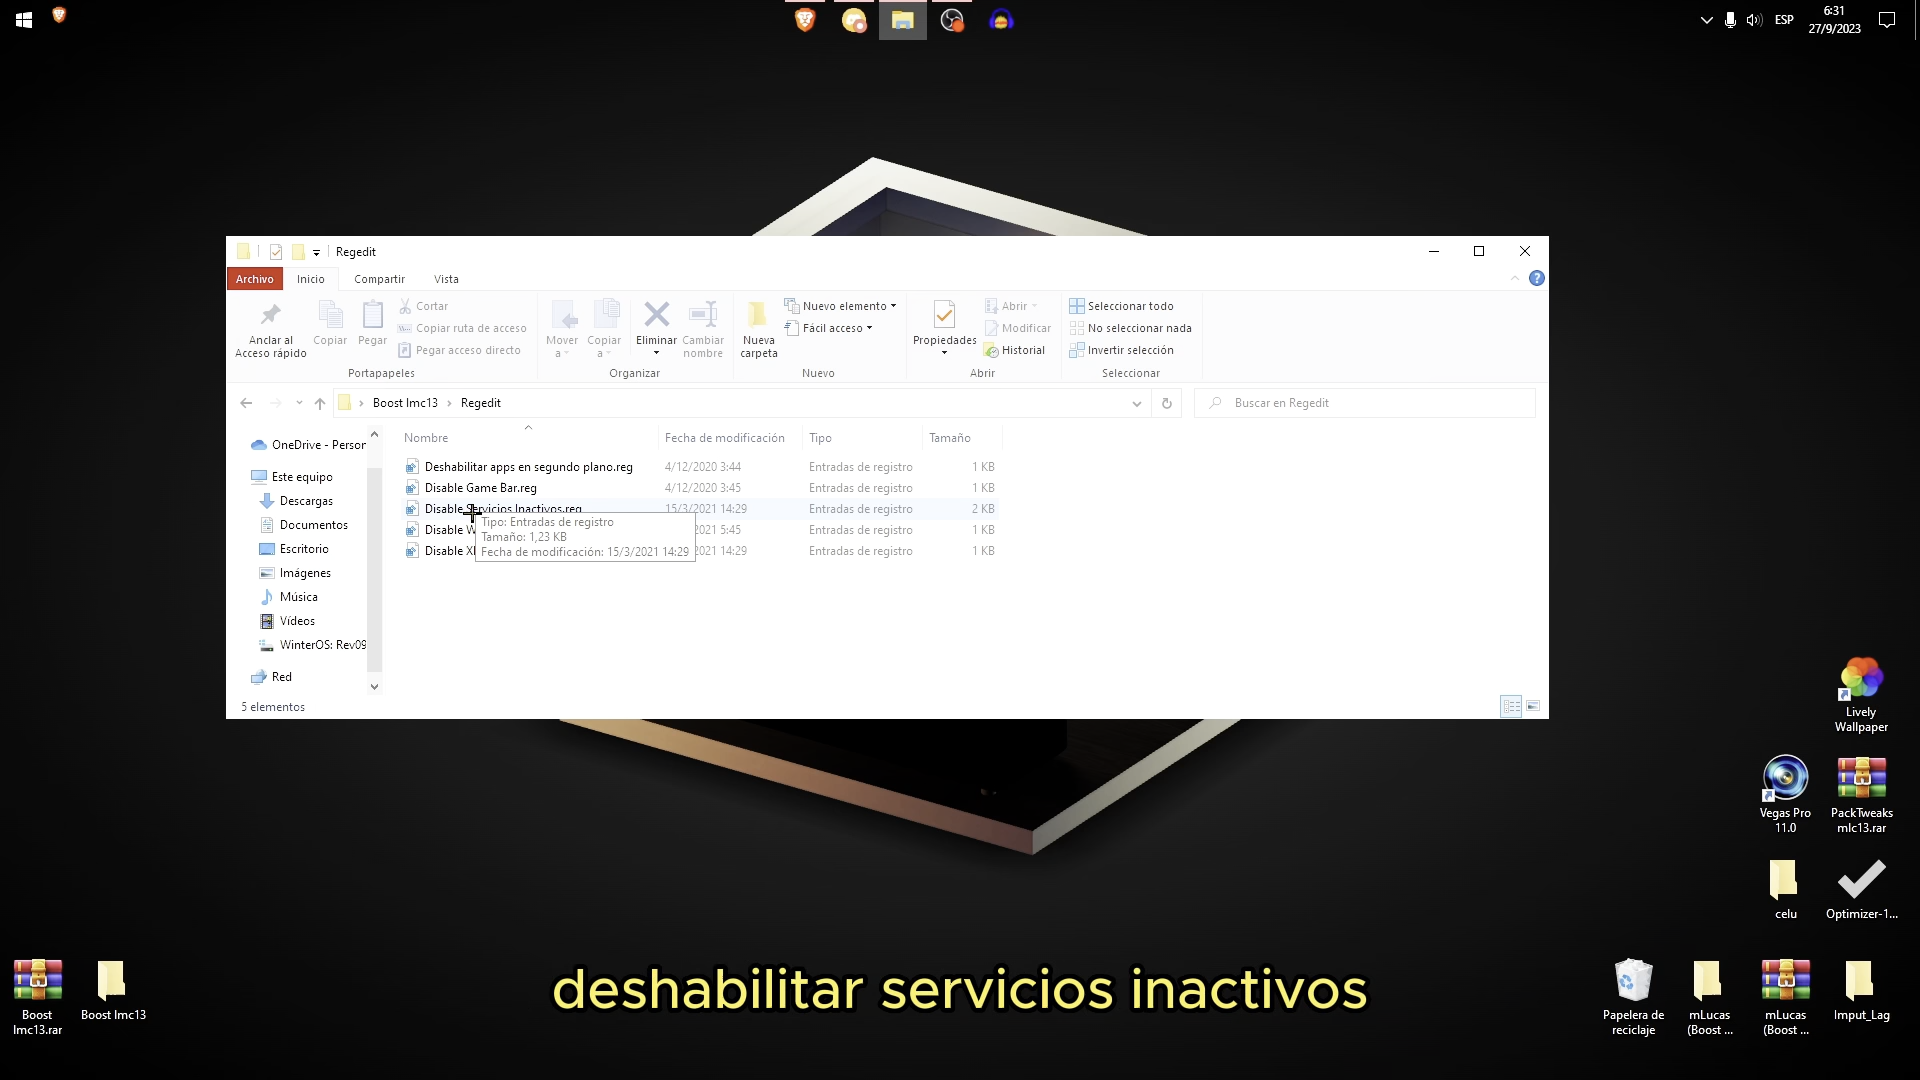 ESP
6:31
27/9/2023
Regedit
Archivo
Inicio
Compartir
Vista
Anclar al
Acceso rápido
Copiar
Pegar
Cortar
Copiar ruta de acceso
Pegar acceso directo
Portapapeles
Mover
a
Copiar
a
Eliminar
Cambiar
nombre
Organizar
Nueva
carpeta
Nuevo elemento
Fácil acceso
Nuevo
Propiedades
Abrir
Modificar
Historial
Abrir
Seleccionar todo
No seleccionar nada
Invertir selección
Seleccionar
Boost lmc13 › Regedit
Buscar en Regedit
OneDrive - Person
Este equipo
Descargas
Documentos
Escritorio
Imágenes
Música
Vídeos
WinterOS: Rev09
Red
Nombre Fecha de modificación Tipo Tamaño
Deshabilitar apps en segundo plano.reg 4/12/2020 3:44 Entradas de registro 1 KB
Disable Game Bar.reg 4/12/2020 3:45 Entradas de registro 1 KB
Disable Servicios Inactivos.reg 15/3/2021 14:29 Entradas de registro 2 KB
Disable W 2021 5:45 Entradas de registro 1 KB
Disable 2021 14:29 Entradas de registro 1 KB
Tipo: Entradas de registro
Tamaño: 1,23 KB
Fecha de modificación: 15/3/2021 14:29
5 elementos
Lively
Wallpaper
Vegas Pro
11.0
PackTweaks
mlc13.rar
celu
Optimizer-1...
Boost
lmc13.rar
Boost lmc13
deshabilitar servicios inactivos
Papelera de
reciclaje
mLucas
(Boost ...
mLucas
(Boost ...
Imput_Lag